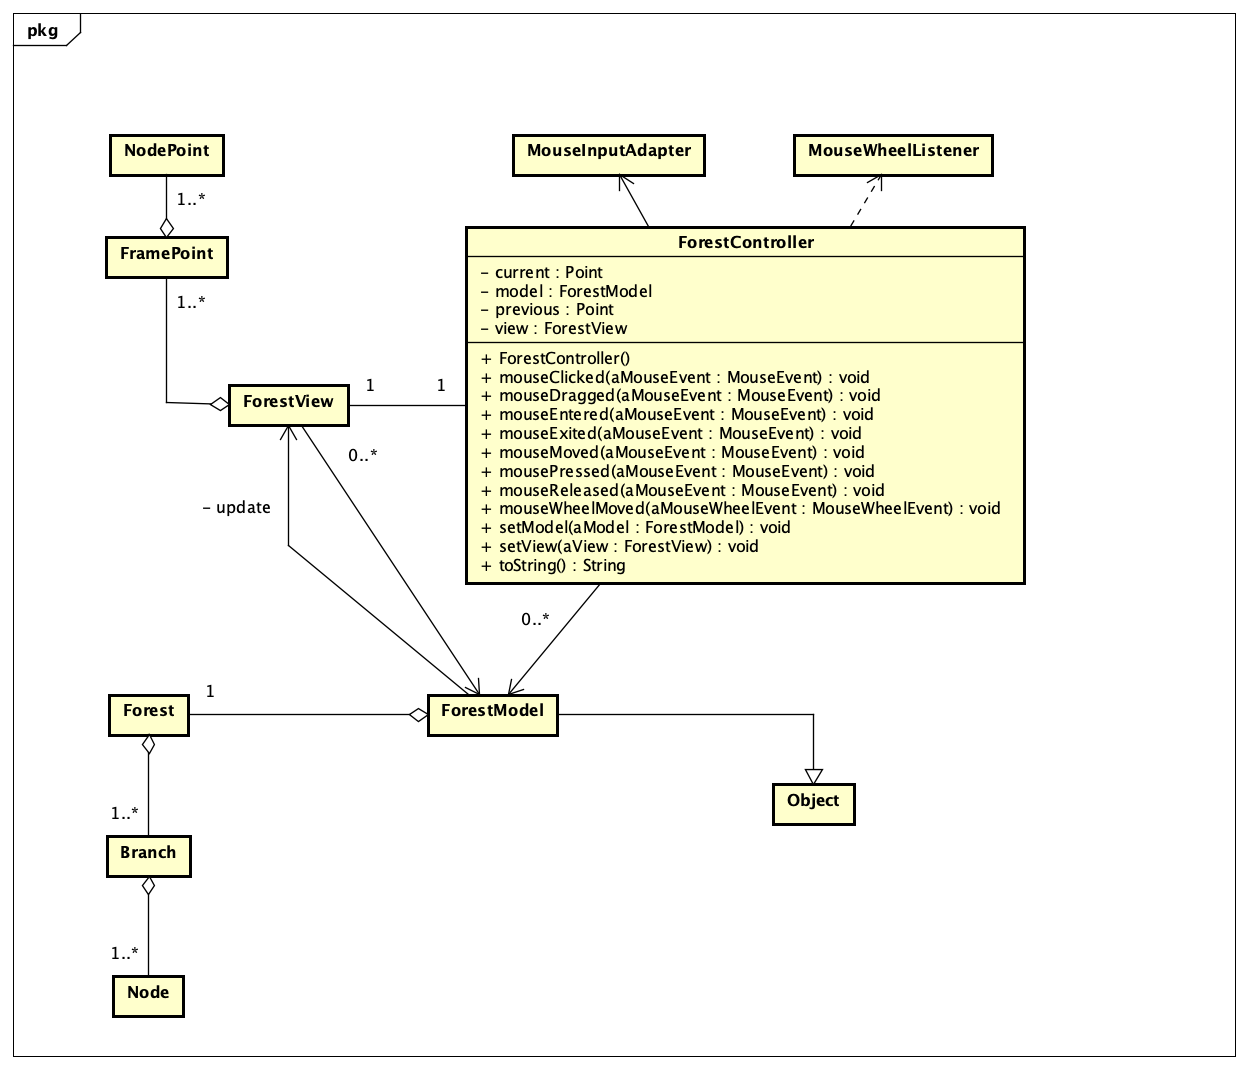 pkg
NodePoint
MouseInputAdapter
MouseWheelListener
1..*
FramePoint
1..*
ForestController
- current : Point
- model : ForestModel
- previous : Point
- view : ForestView
+ ForestController()
+ mouseClicked(aMouseEvent : MouseEvent) : void
+ mouseDragged(aMouseEvent : MouseEvent) : void
+ mouseEntered(aMouseEvent : MouseEvent) : void
+ mouseExited(aMouseEvent : MouseEvent) : void
+ mouseMoved(aMouseEvent : MouseEvent) : void
+ mousePressed(aMouseEvent : MouseEvent) : void
+ mouseReleased(aMouseEvent : MouseEvent) : void
+ mouseWheelMoved(aMouseWheelEvent : MouseWheelEvent) : void
+ setModel(aModel : ForestModel) : void
+ setView(aView : ForestView) : void
+ toString() : String
ForestView
1
1
0..*
- update
0..*
1
Forest
ForestModel
Object
1..*
Branch
1..*
Node